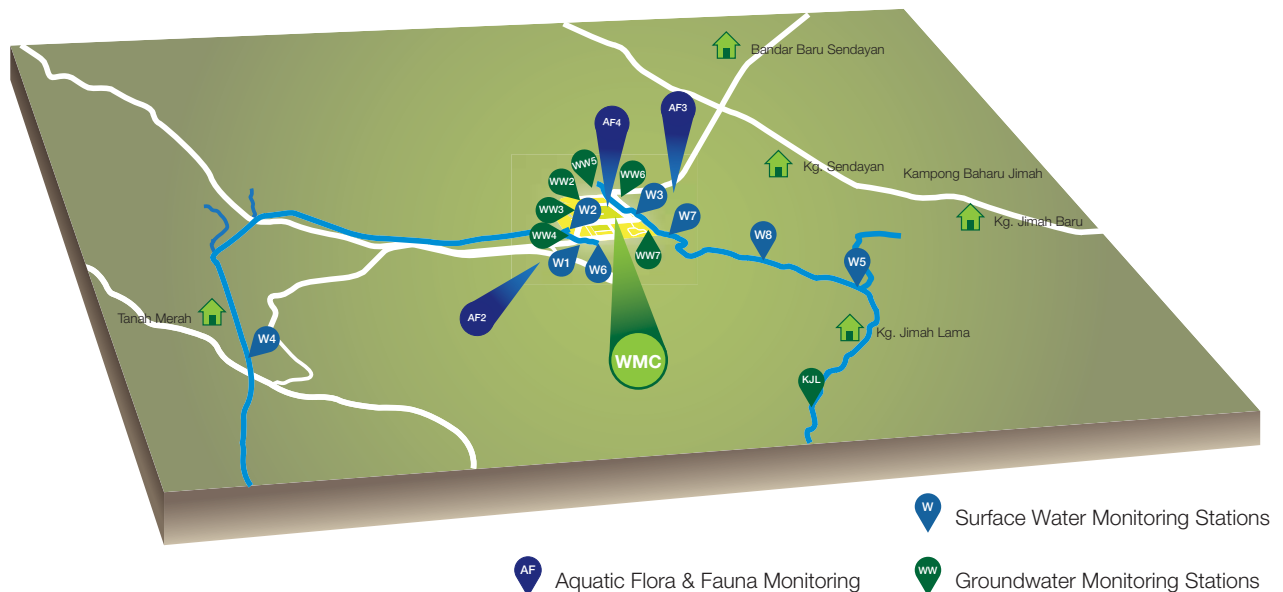 Bandar Baru Sendayan
AF3
AF4
WW5
WW6
Kg. Sendayan
Kampong Baharu Jimah
WW2
W3
WW3
W2
W7
Kg. Jimah Baru
WW4
W8
WW7
W1
W6
W5
Tanah Merah
AF2
Kg. Jimah Lama
W4
WMC
KJL
W
Surface Water Monitoring Stations
AF
Aquatic Flora & Fauna Monitoring
WW
Groundwater Monitoring Stations